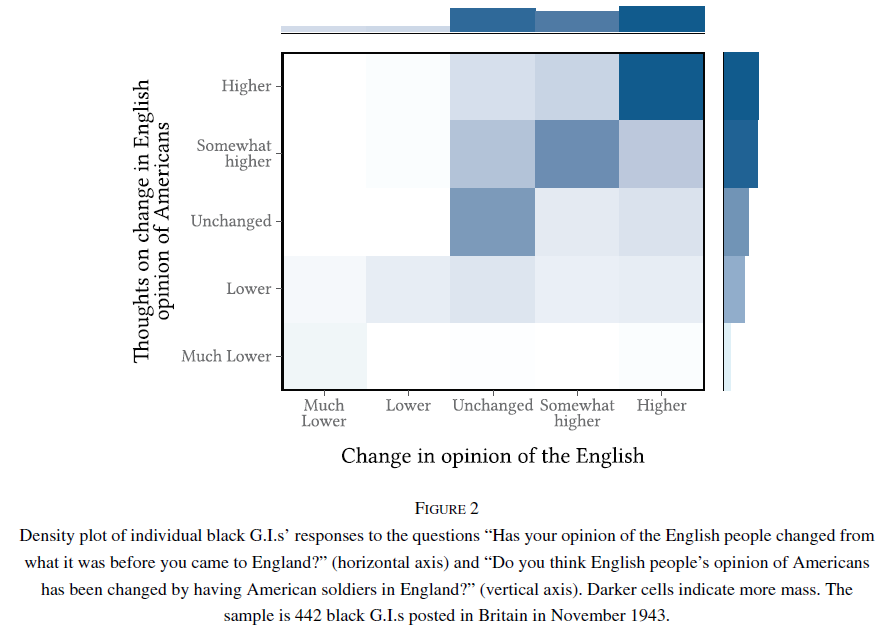 Thoughts on change in English
opinion of Americans
Higher
Somewhat
higher
Unchanged
Lower
Much Lower
Much
Lower
Lower
Unchanged
Somewhat
higher
Higher
Change in opinion of the English
FIGURE 2
Density plot of individual black G.I.s’ responses to the questions “Has your opinion of the English people changed from
what it was before you came to England?” (horizontal axis) and “Do you think English people’s opinion of Americans
has been changed by having American soldiers in England?” (vertical axis). Darker cells indicate more mass. The
sample is 442 black G.I.s posted in Britain in November 1943.